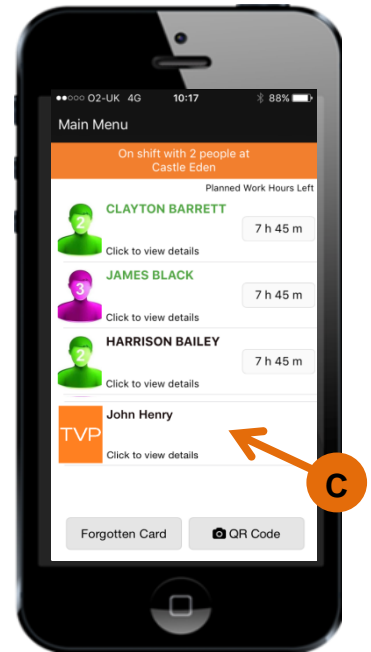 O2-UK 4G 10:17 88%
Main Menu
On shift with 2 people at
Castle Eden
Planned Work Hours Left
2
CLAYTON BARRETT
7 h 45 m
Click to view details
3
JAMES BLACK
7 h 45 m
Click to view details
2
HARRISON BAILEY
7 h 45 m
Click to view details
TVP
John Henry
Click to view details
C
Forgotten Card
QR Code